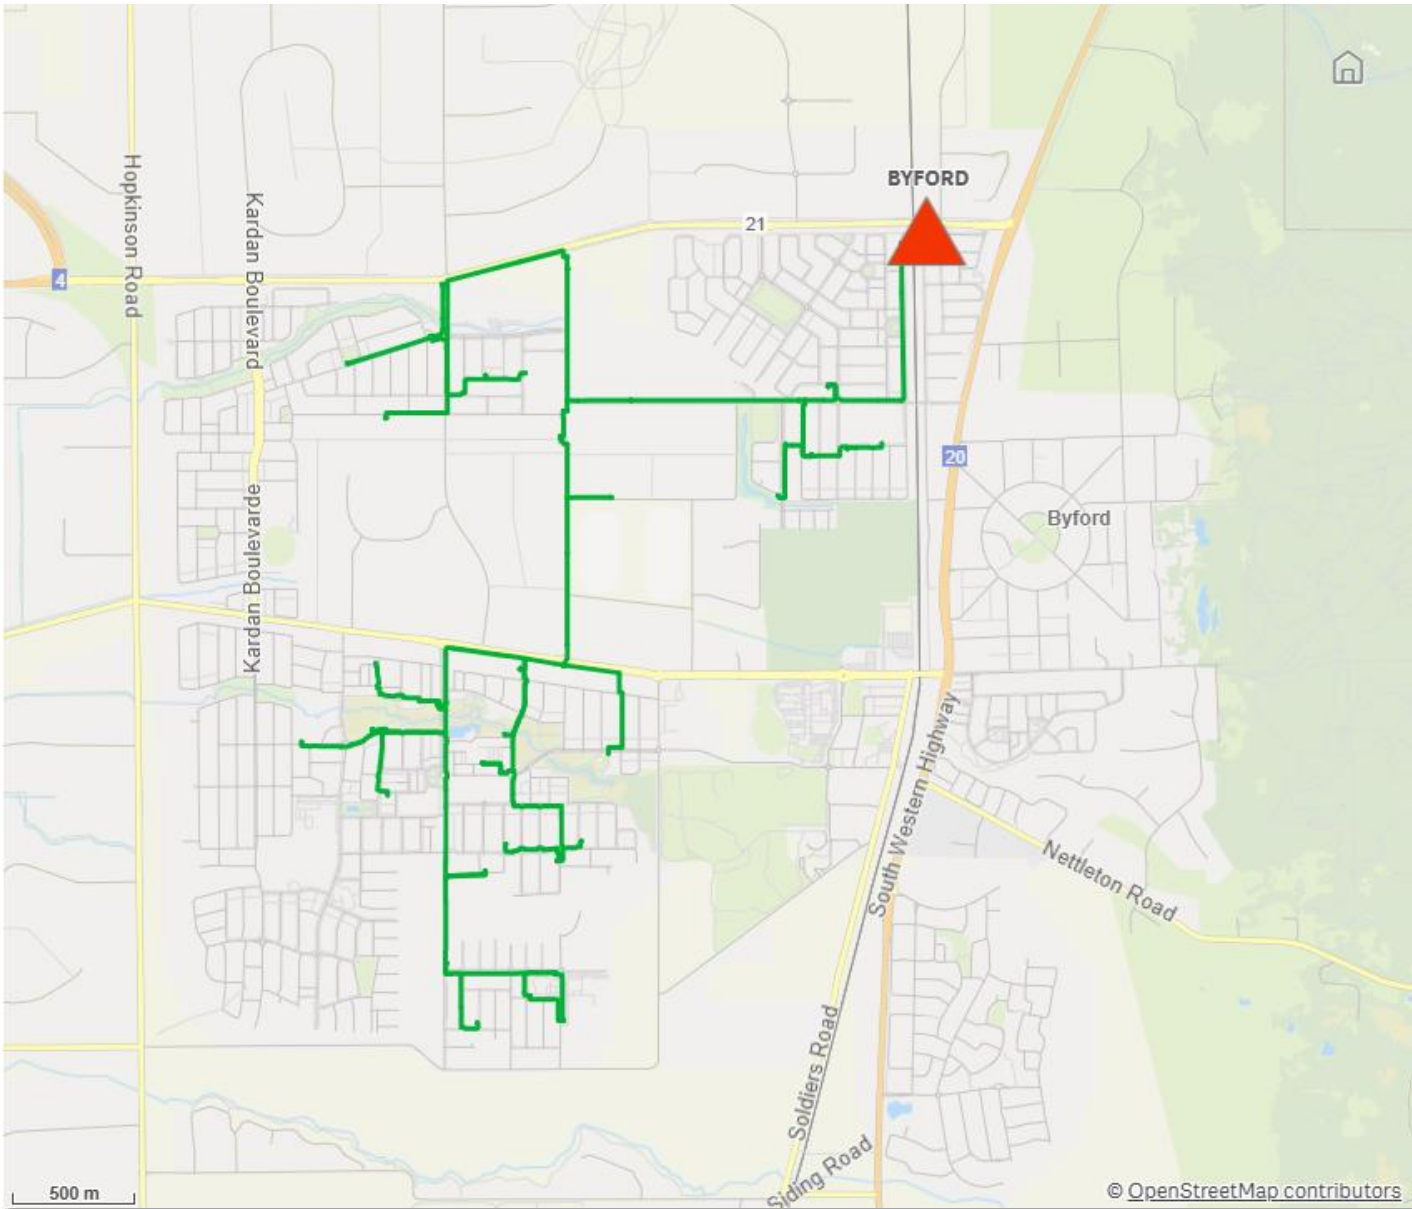 BYFORD
21
Hopkinson Road
Kardan Boulevard
4
20
Byford
Kardan Boulevarde
South Western Highway
Nettleton Road
Soldiers Road
Siding Road
500 m
© OpenStreetMap contributors